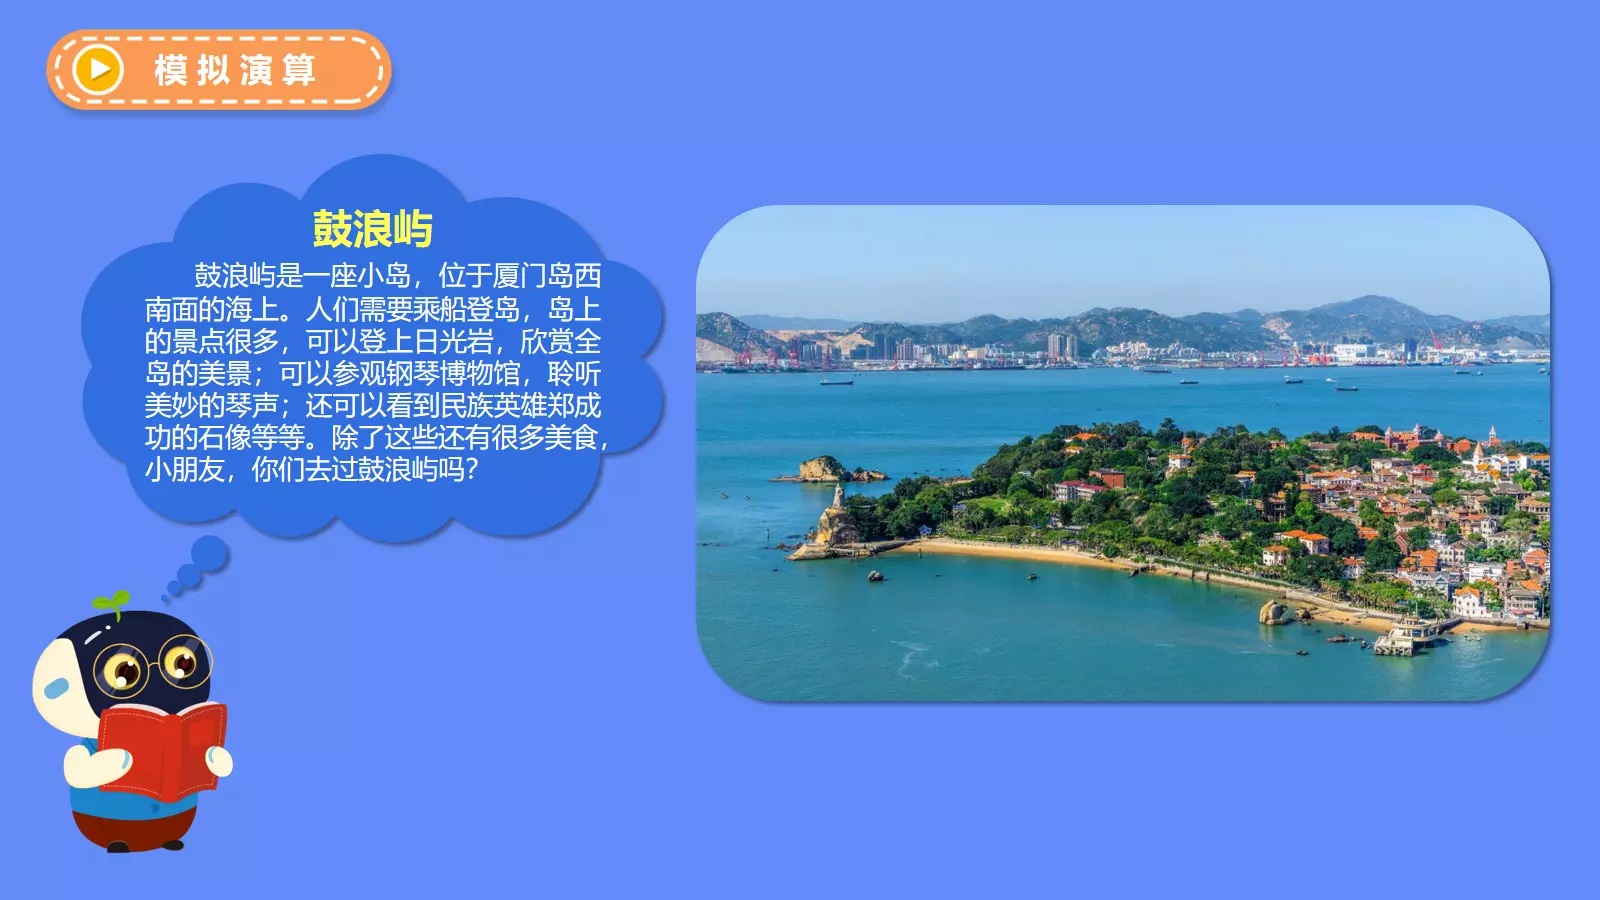 模拟演算
鼓浪屿
鼓浪屿是一座小岛，位于厦门岛西
南面的海上。人们需要乘船登岛，岛上
的景点很多，可以登上日光岩，欣赏全
岛的美景；可以参观钢琴博物馆，聆听
美妙的琴声；还可以看到民族英雄郑成
功的石像等等。除了这些还有很多美食，
小朋友，你们去过鼓浪屿吗？